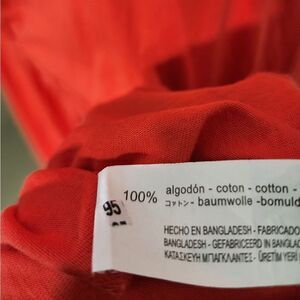 95
100% algodón - coton - cotton -
コットン - baumwolle - bomuld
HECHO EN BANGLADESH - FABRICADO
BANGLADESH - GEFABRICEERD IN BANGLAD
ΚΑΤΑΣΚΕΥΗ ΜΠΑΓΚΛΑΝΤΕΣ - ÜRETIM YERI